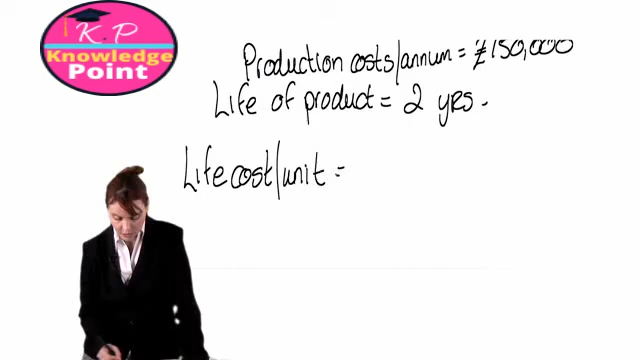 K.P
Knowledge
Point
Production costs/annum = £150,000
Life of product = 2 yrs.
Life cost/unit =